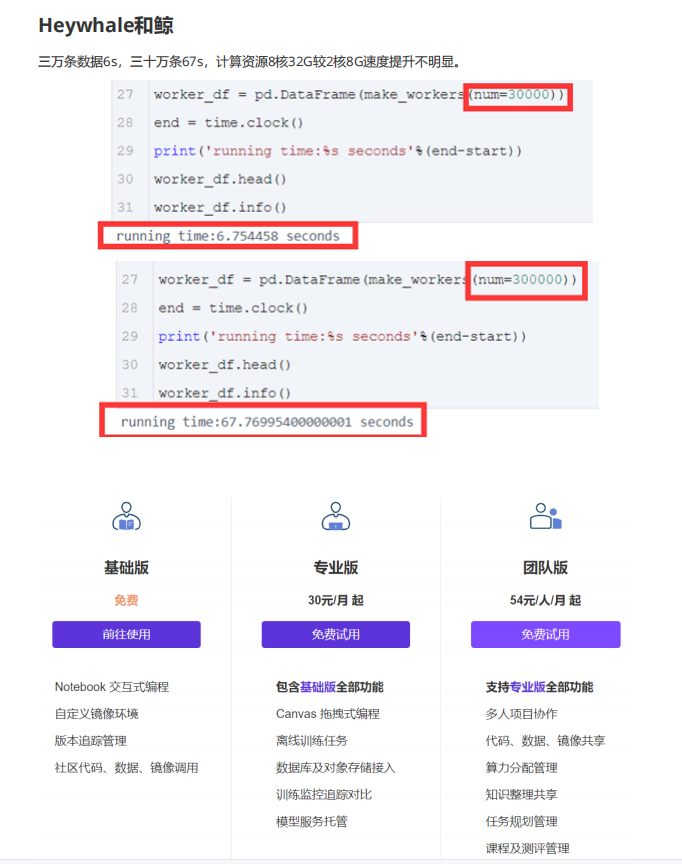 Heywhale和鲸
三万条数据6s，三十万条67s，计算资源8核32G较2核8G速度提升不明显。
27 worker_df = pd.DataFrame(make_workers(num=30000))
28 end = time.clock()
29 print('running time:%s seconds'%(end-start))
30 worker_df.head()
31 worker_df.info()
running time:6.754458 seconds
27 worker_df = pd.DataFrame(make_workers(num=300000))
28 end = time.clock()
29 print('running time:%s seconds'%(end-start))
30 worker_df.head()
31 worker_df.info()
running time:67.76995400000001 seconds
基础版
免费
前往使用
Notebook 交互式编程
自定义镜像环境
版本追踪管理
社区代码、数据、镜像调用
专业版
30元/月 起
免费试用
包含基础版全部功能
Canvas 拖拽式编程
离线训练任务
数据库及对象存储接入
训练监控追踪对比
模型服务托管
团队版
54元/人/月 起
免费试用
支持专业版全部功能
多人项目协作
代码、数据、镜像共享
算力分配管理
知识整理共享
任务规划管理
课程及测评管理